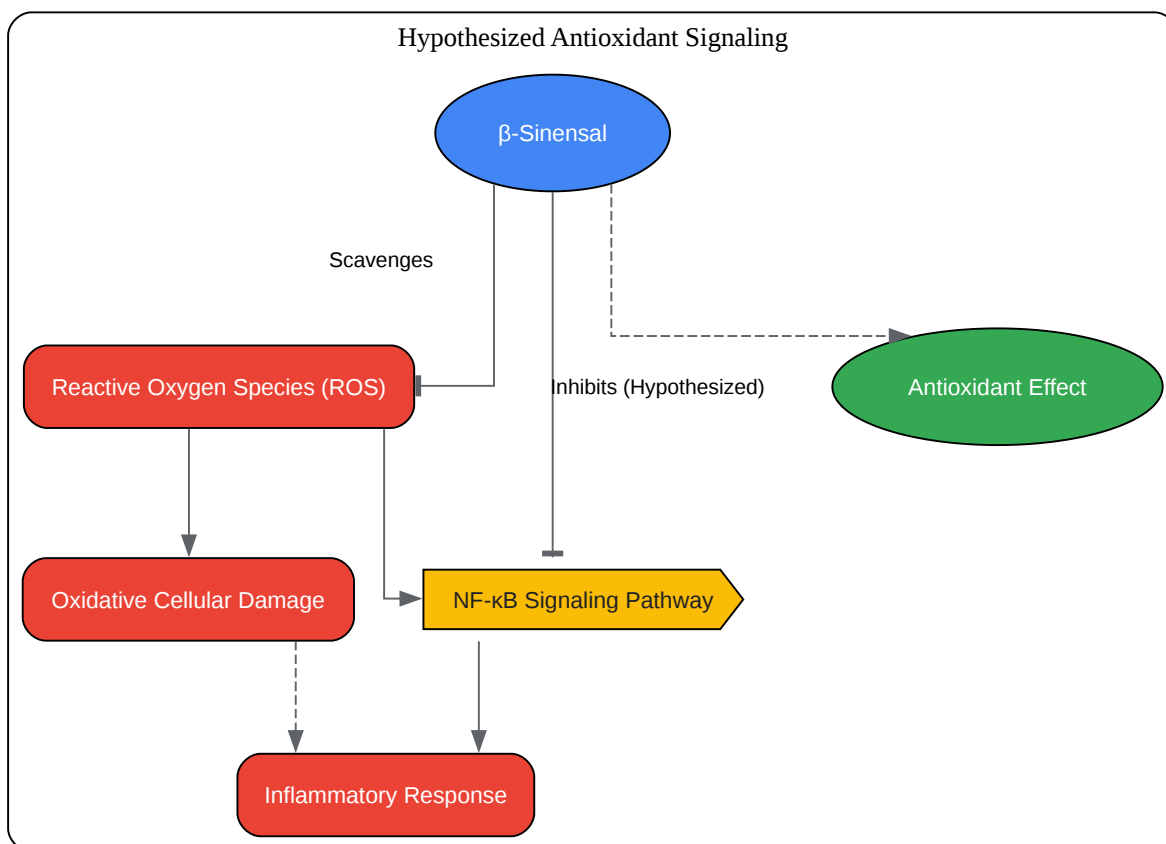 Hypothesized Antioxidant Signaling
β-Sinensal
Scavenges
Reactive Oxygen Species (ROS)
Inhibits (Hypothesized)
Antioxidant Effect
Oxidative Cellular Damage
NF-κB Signaling Pathway
Inflammatory Response